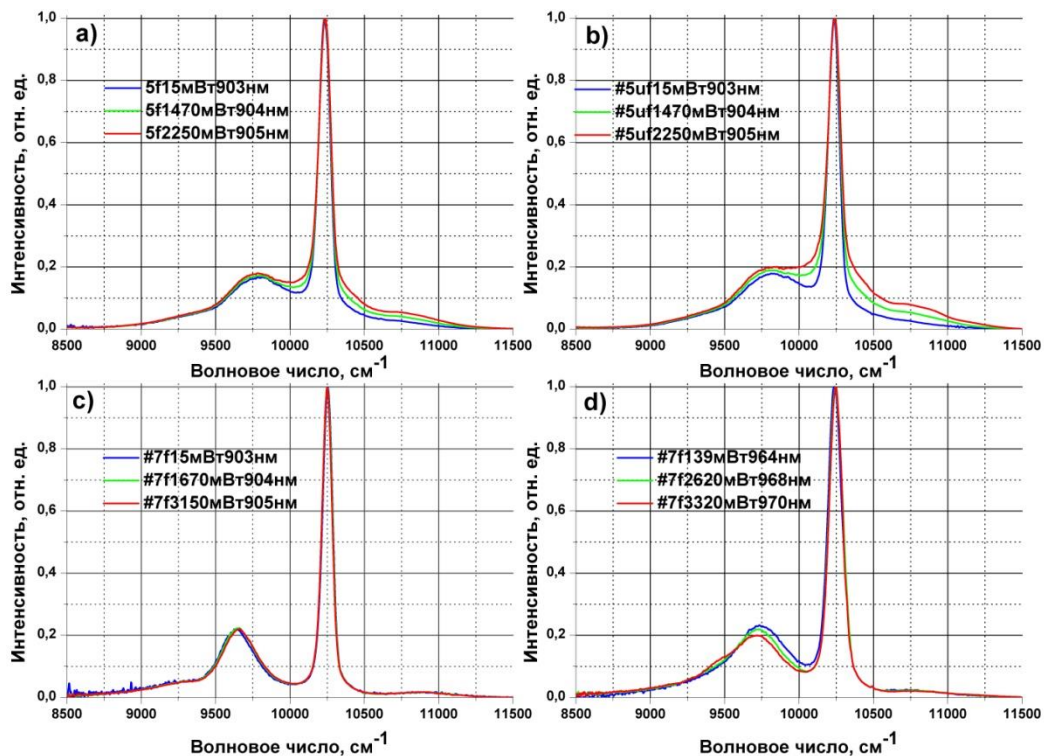 a)
5f15мВт903нм
5f1470мВт904нм
5f2250мВт905нм
Интенсивность, отн. ед.
1,0
0,8
0,6
0,4
0,2
0,0
8500 9000 9500 10000 10500 11000 11500
Волновое число, см-1
b)
#5uf15мВт903нм
#5uf1470мВт904нм
#5uf2250мВт905нм
Интенсивность, отн. ед.
1,0
0,8
0,6
0,4
0,2
0,0
8500 9000 9500 10000 10500 11000 11500
Волновое число, см-1
c)
#7f15мВт903нм
#7f1670мВт904нм
#7f3150мВт905нм
Интенсивность, отн. ед.
1,0
0,8
0,6
0,4
0,2
0,0
8500 9000 9500 10000 10500 11000 11500
Волновое число, см-1
d)
#7f139мВт964нм
#7f2620мВт968нм
#7f3320мВт970нм
Интенсивность, отн. ед.
1,0
0,8
0,6
0,4
0,2
0,0
8500 9000 9500 10000 10500 11000 11500
Волновое число, см-1